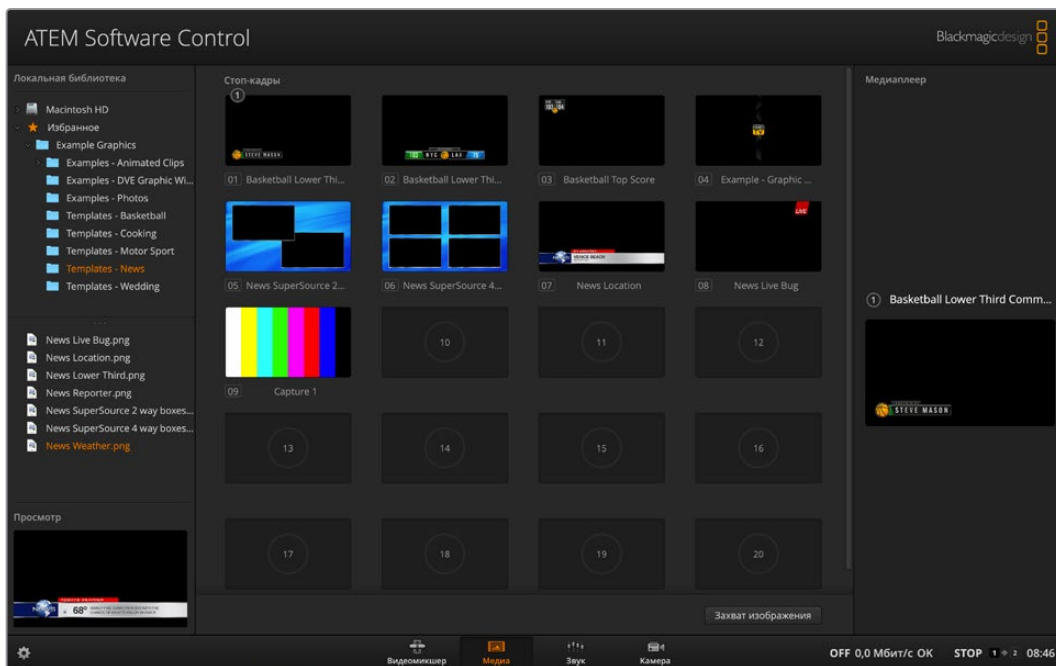 ATEM Software Control
Blackmagicdesign
Локальная библиотека
Macintosh HD
Избранное
Example Graphics
Examples - Animated Clips
Examples - DVE Graphic Wi...
Examples - Photos
Templates - Basketball
Templates - Cooking
Templates - Motor Sport
Templates - News
Templates - Wedding
News Live Bug.png
News Location.png
News Lower Third.png
News Reporter.png
News SuperSource 2 way boxes...
News SuperSource 4 way boxes...
News Weather.png
Просмотр
NEWS 68°
Стоп-кадры
1
STEVE MASON
NYC LAX
TV
01 Basketball Lower Thi...
02 Basketball Lower Thi...
03 Basketball Top Score
04 Example - Graphic ...
VENICE BEACH
LIVE
05 News SuperSource 2...
06 News SuperSource 4...
07 News Location
08 News Live Bug
09 Capture 1
10
11
12
13
14
15
16
17
18
19
20
Захват изображения
Медиаплеер
1 Basketball Lower Third Comm...
STEVE MASON
Видеомикшер
Медиа
Звук
Камера
OFF 0,0 Мбит/с OK STOP 1 2 08:46